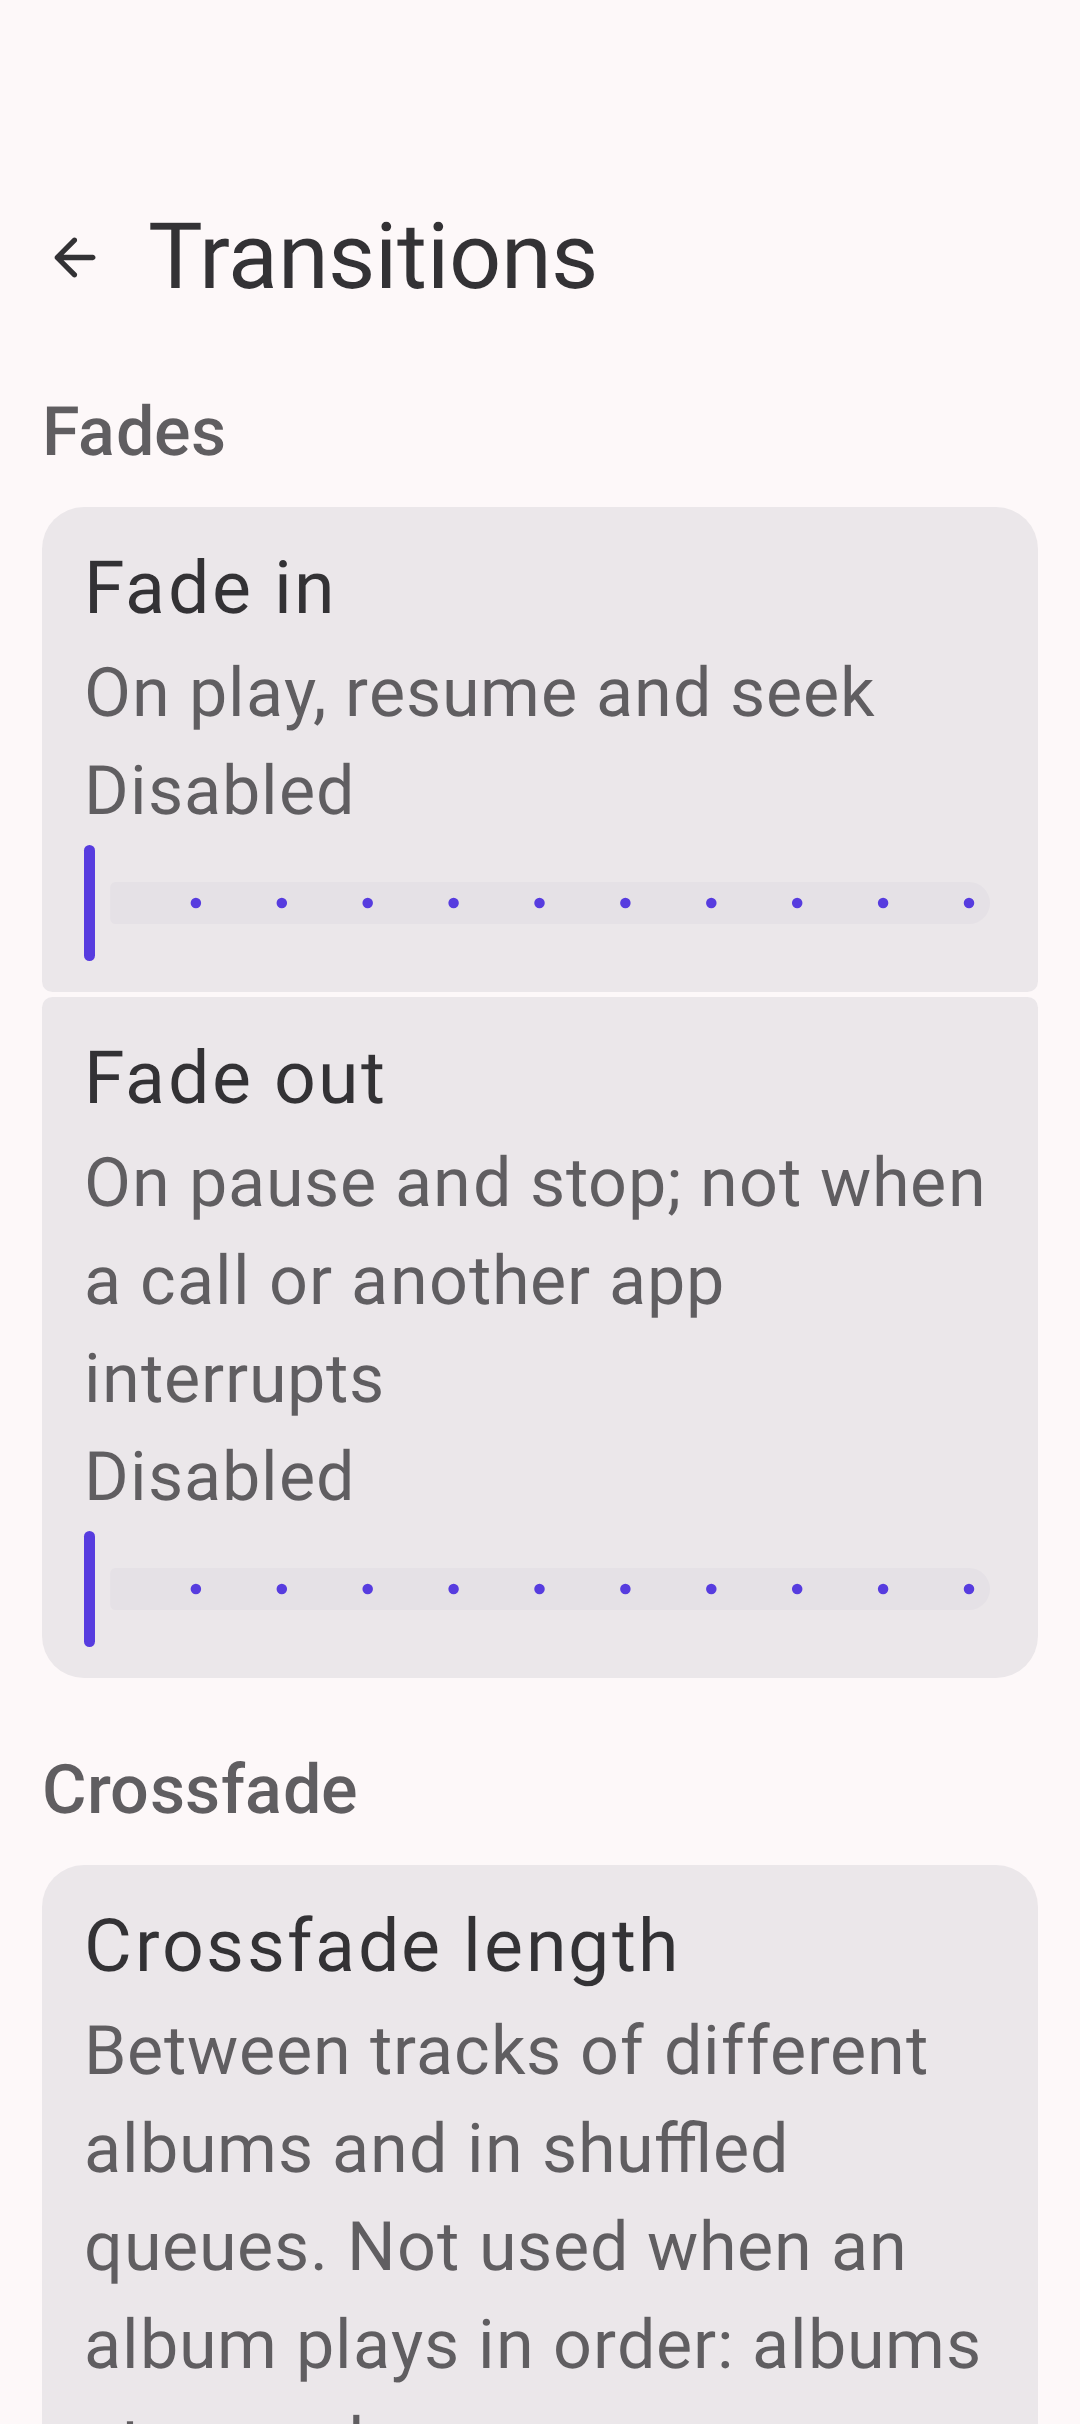 Transitions
Fades
Fade in
On play, resume and seek
Disabled
Fade out
On pause and stop; not when
a call or another app
interrupts
Disabled
Crossfade
Crossfade length
Between tracks of different
albums and in shuffled
queues. Not used when an
album plays in order: albums